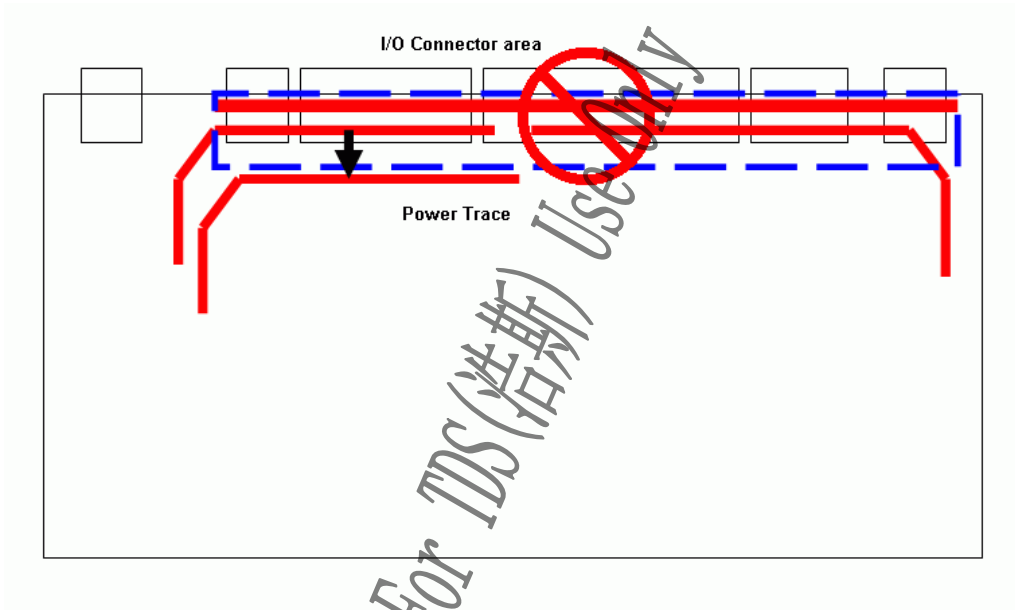 I/O Connector area
Power Trace
For TDS(浩斯) Use Only